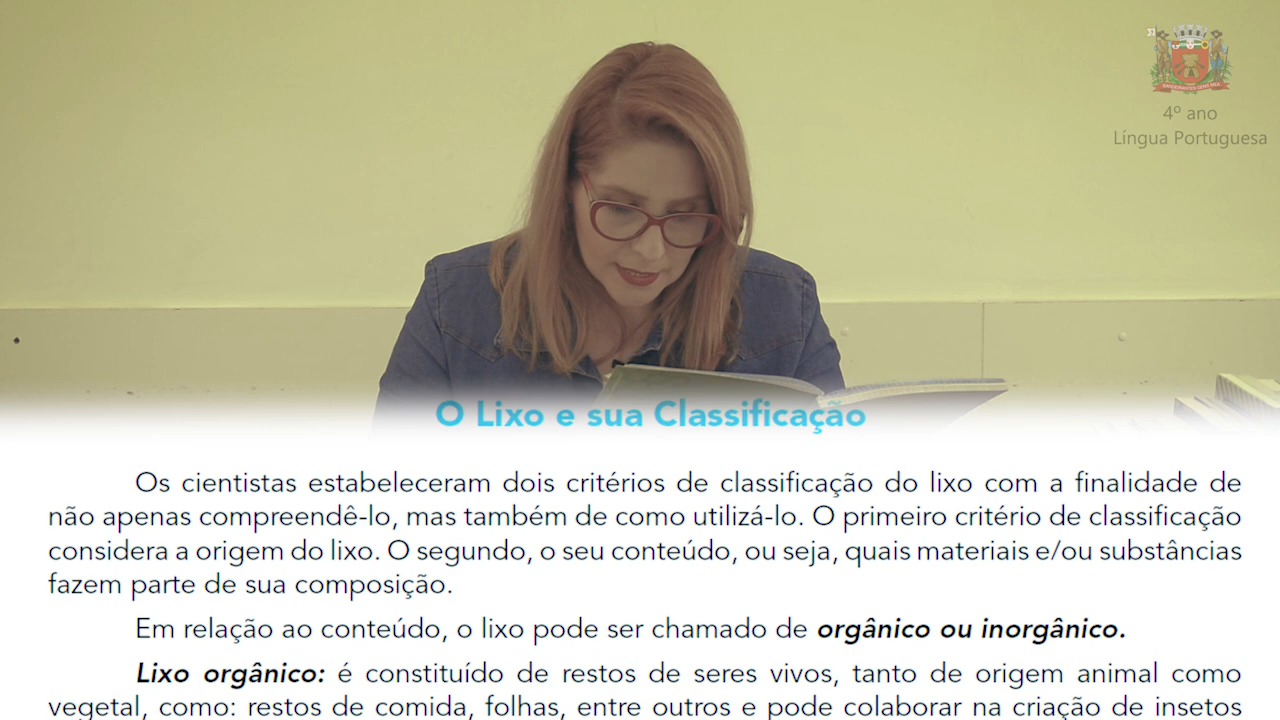 4º ano
Língua Portuguesa
O Lixo e sua Classificação
Os cientistas estabeleceram dois critérios de classificação do lixo com a finalidade de
não apenas compreendê-lo, mas também de como utilizá-lo. O primeiro critério de classificação
considera a origem do lixo. O segundo, o seu conteúdo, ou seja, quais materiais e/ou substâncias
fazem parte de sua composição.
Em relação ao conteúdo, o lixo pode ser chamado de orgânico ou inorgânico.
Lixo orgânico: é constituído de restos de seres vivos, tanto de origem animal como
vegetal, como: restos de comida, folhas, entre outros e pode colaborar na criação de insetos